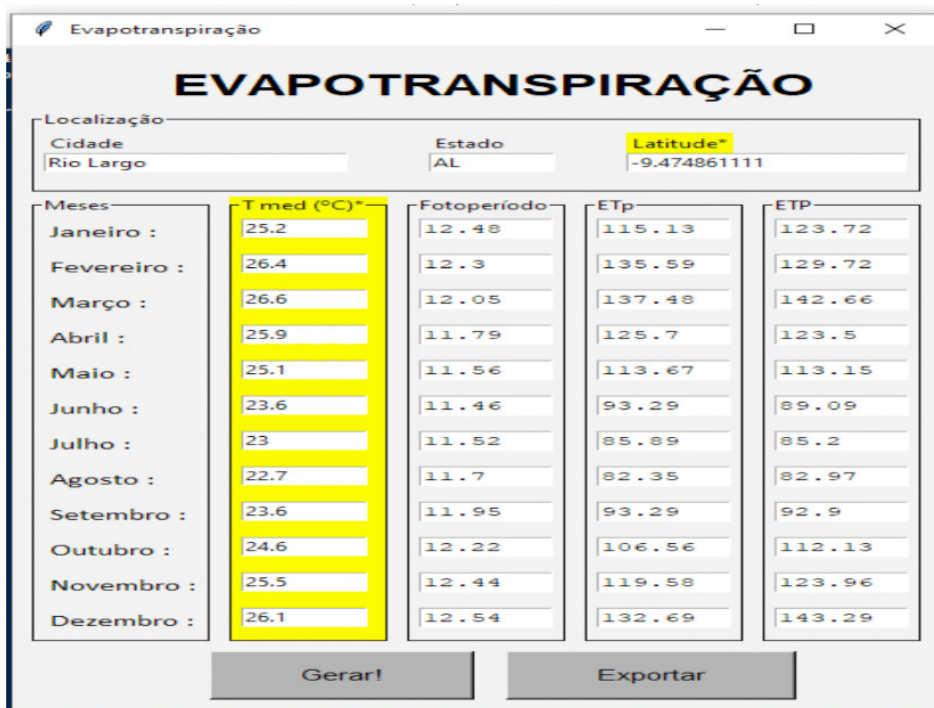 Evapotranspiração
EVAPOTRANSPIRAÇÃO
Localização
Cidade Estado Latitude*
Rio Largo AL -9.474861111
Meses T med (°C)* Fotoperíodo ETp ETP
Janeiro : 25.2 12.48 115.13 123.72
Fevereiro : 26.4 12.3 135.59 129.72
Março : 26.6 12.05 137.48 142.66
Abril : 25.9 11.79 125.7 123.5
Maio : 25.1 11.56 113.67 113.15
Junho : 23.6 11.46 93.29 89.09
Julho : 23 11.52 85.89 85.2
Agosto : 22.7 11.7 82.35 82.97
Setembro : 23.6 11.95 93.29 92.9
Outubro : 24.6 12.22 106.56 112.13
Novembro : 25.5 12.44 119.58 123.96
Dezembro : 26.1 12.54 132.69 143.29
Gerar! Exportar